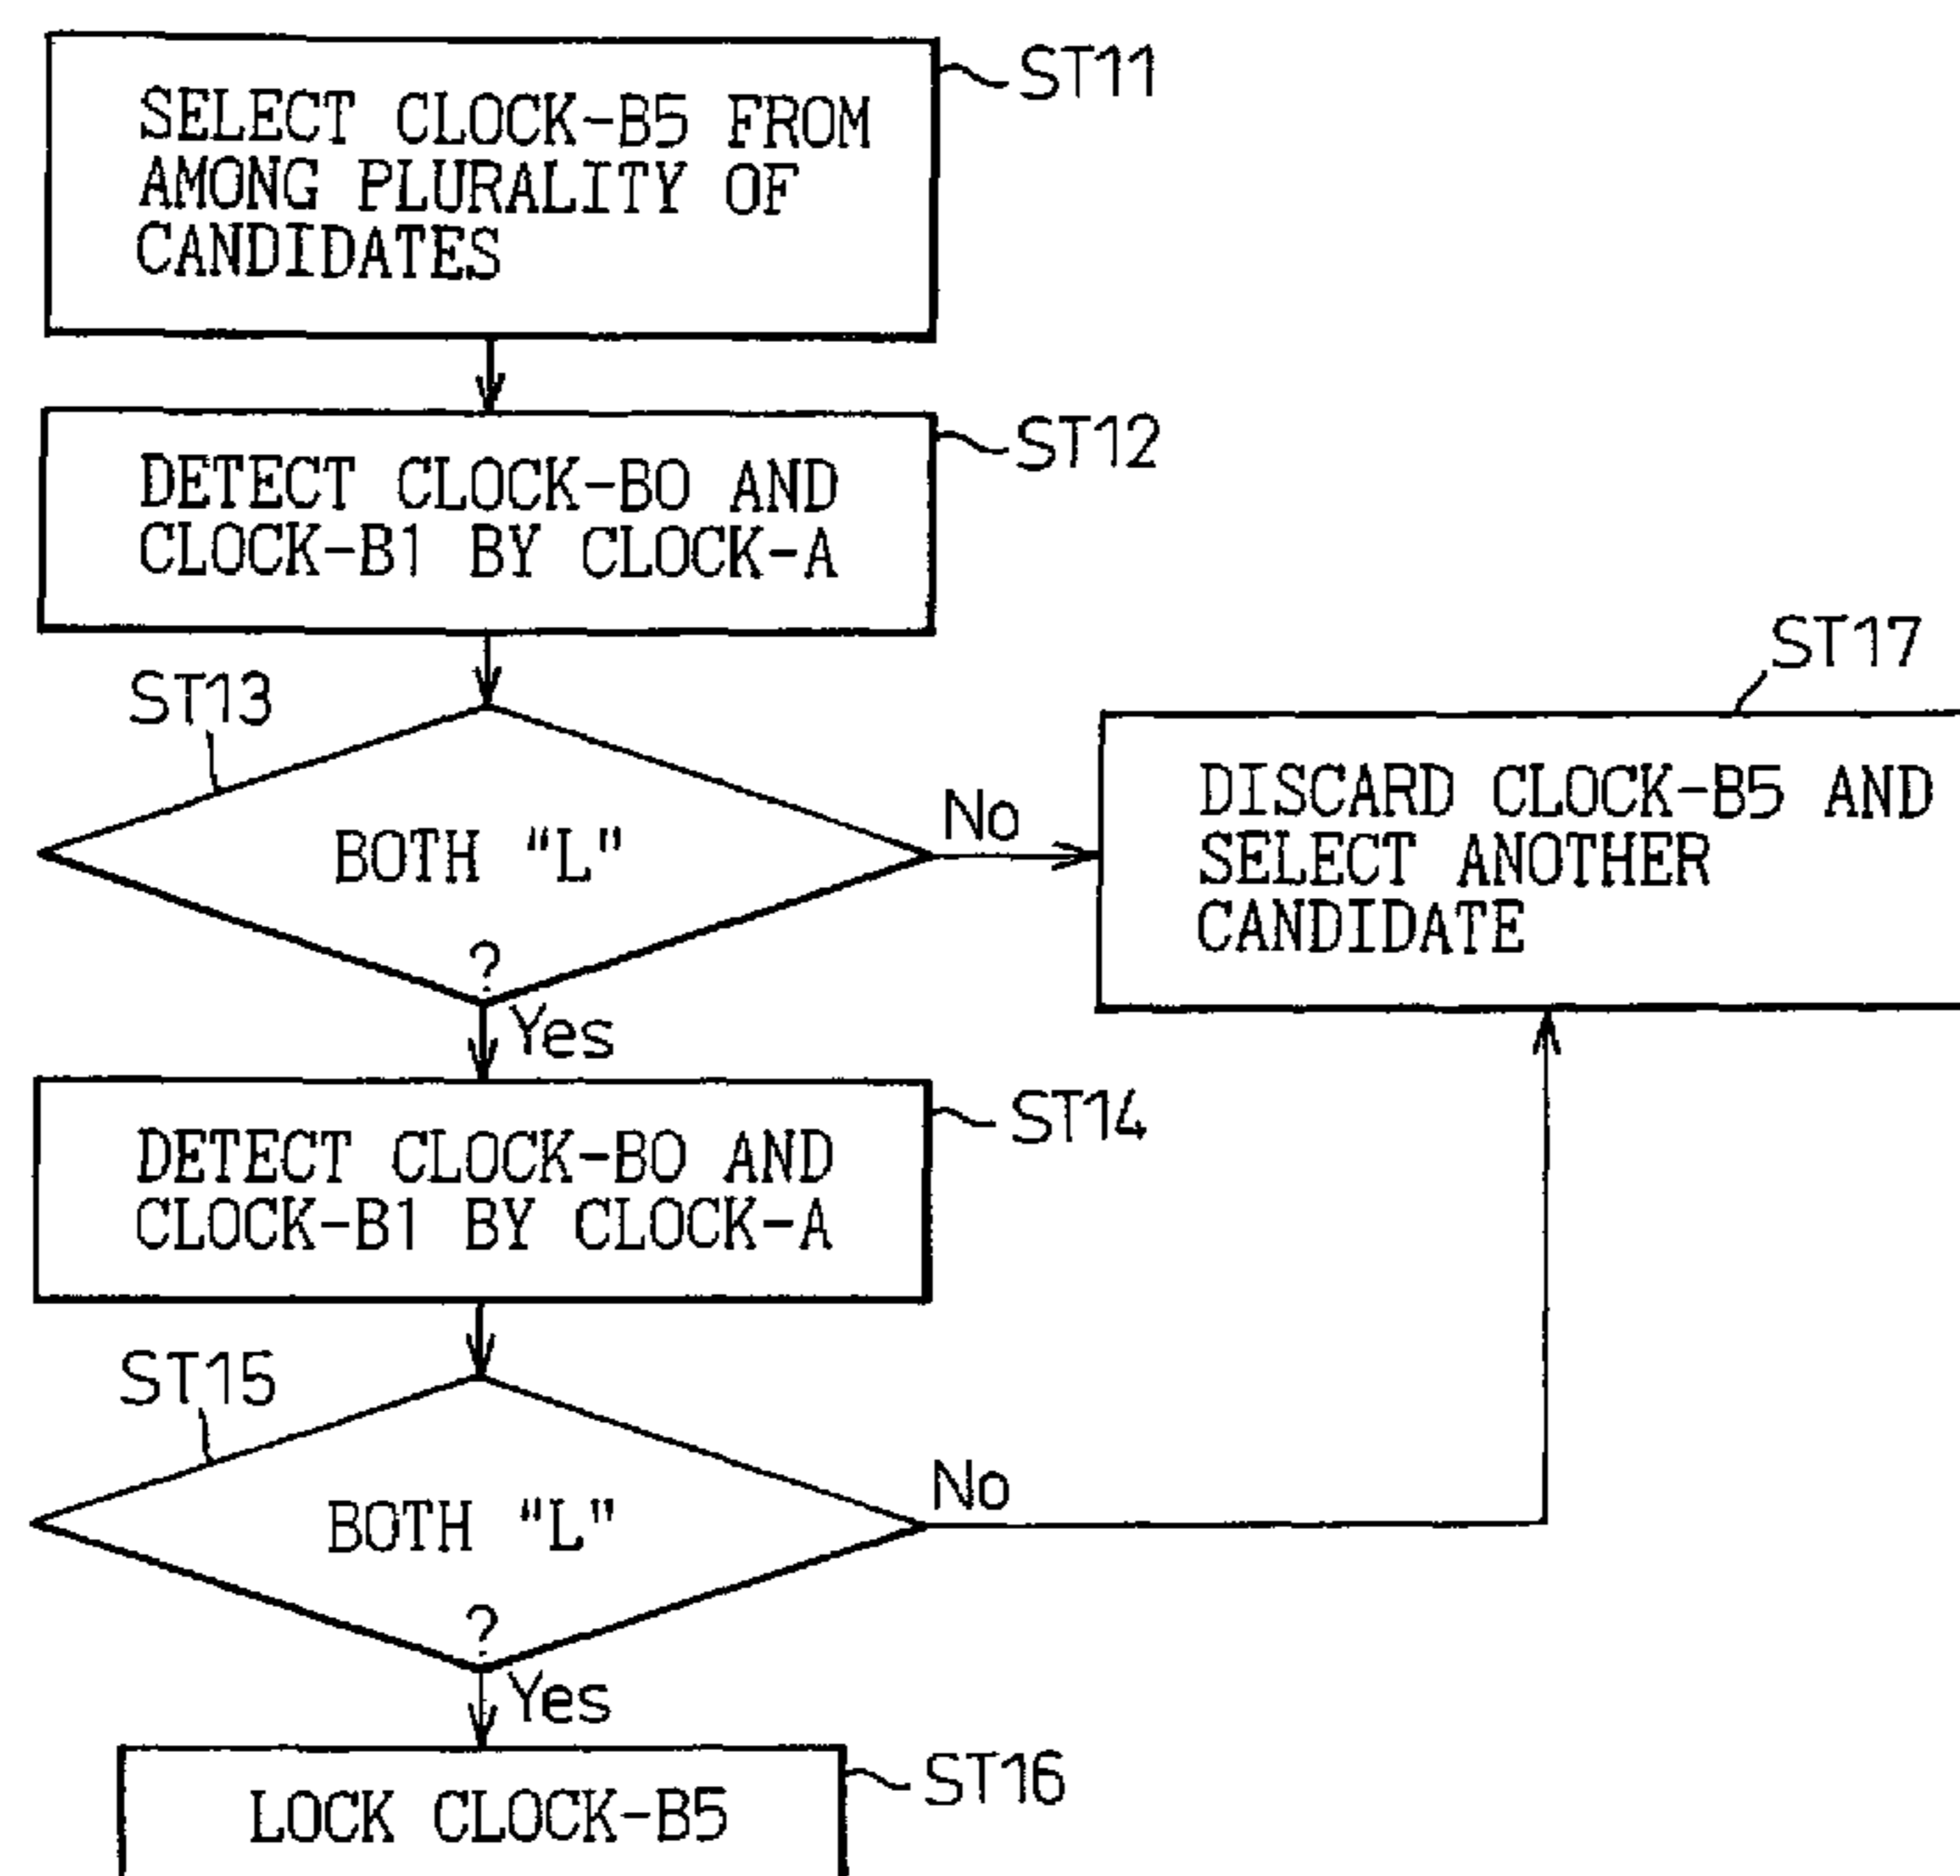 ST11
SELECT CLOCK-B5 FROM
AMONG PLURALITY OF
CANDIDATES
ST12
DETECT CLOCK-B0 AND
CLOCK-B1 BY CLOCK-A
ST13
BOTH "L"
?
No
Yes
ST17
DISCARD CLOCK-B5 AND
SELECT ANOTHER
CANDIDATE
ST14
DETECT CLOCK-B0 AND
CLOCK-B1 BY CLOCK-A
ST15
BOTH "L"
?
No
Yes
ST16
LOCK CLOCK-B5